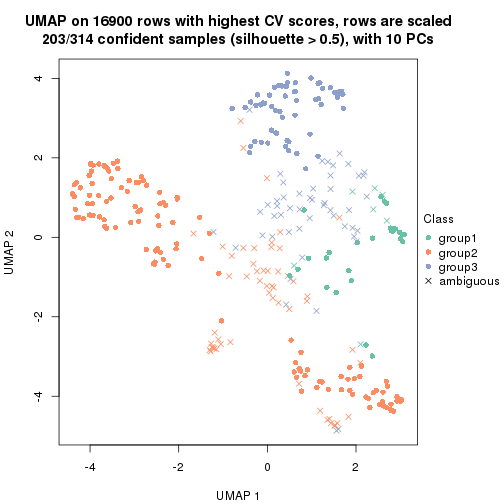 UMAP on 16900 rows with highest CV scores, rows are scaled
203/314 confident samples (silhouette > 0.5), with 10 PCs
4
2
0
-2
-4
UMAP 2
-4
-2
0
2
UMAP 1
Class
group1
group2
group3
ambiguous